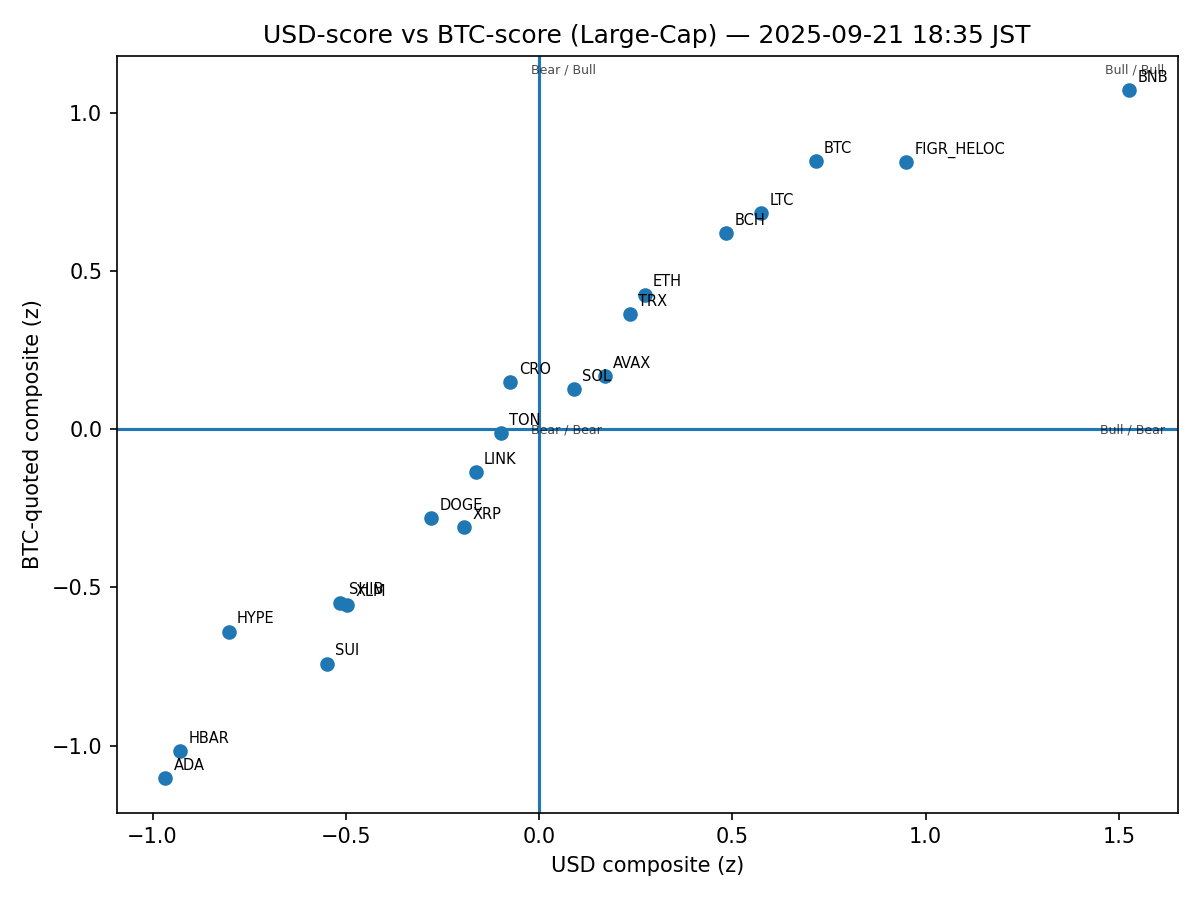 USD-score vs BTC-score (Large-Cap) — 2025-09-21 18:35 JST
Bear / Bull
Bull / Bull
BNB
1.0
BTC
FIGR_HELOC
LTC
BCH
0.5
ETH
TRX
CRO
AVAX
SOL
TON
0.0
Bear / Bear
Bull / Bear
LINK
DOGE
XRP
−0.5
SHIB
XLM
HYPE
SUI
−1.0
HBAR
ADA
−1.0
−0.5
0.0
0.5
1.0
1.5
USD composite (z)
BTC-quoted composite (z)